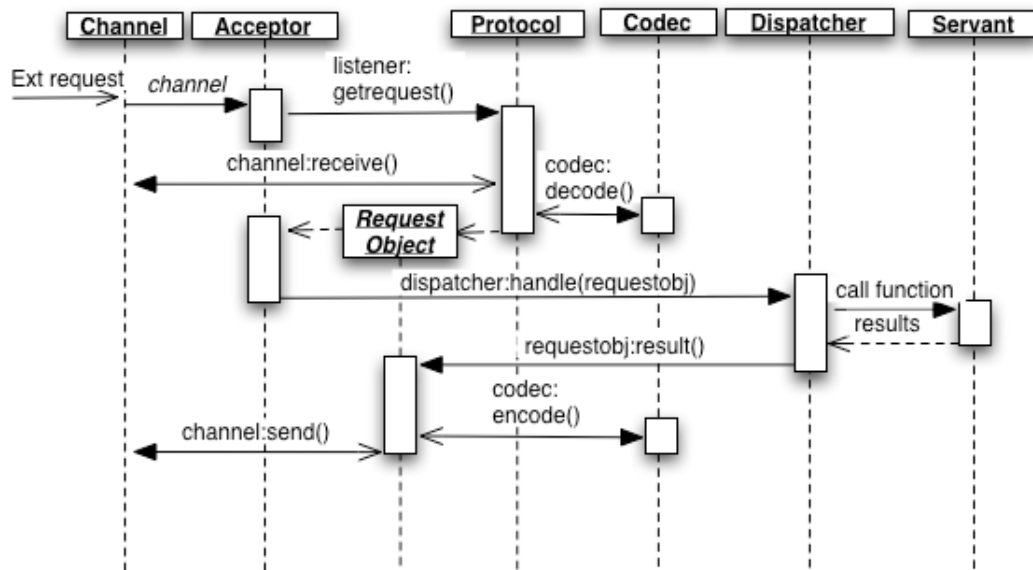 Channel
Acceptor
Protocol
Codec
Dispatcher
Servant
Ext request
channel
listener:
getrequest()
channel:receive()
codec:
decode()
Request
Object
dispatcher:handle(requestobj)
call function
results
requestobj:result()
codec:
encode()
channel:send()